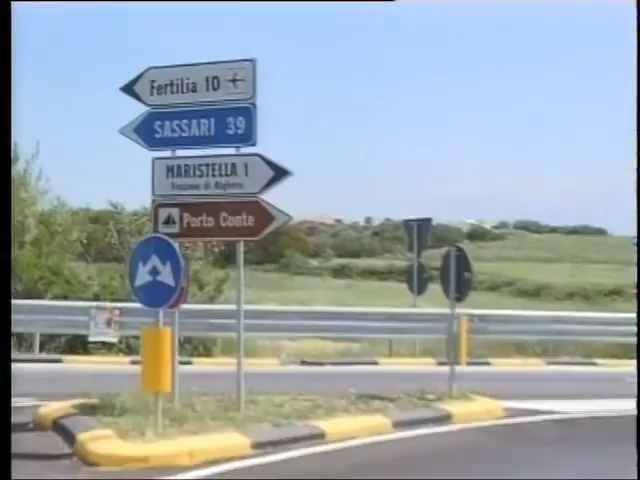 Fertilia 10
SASSARI 39
MARISTELLA 1
Frazione di Alghero
Porto Conte